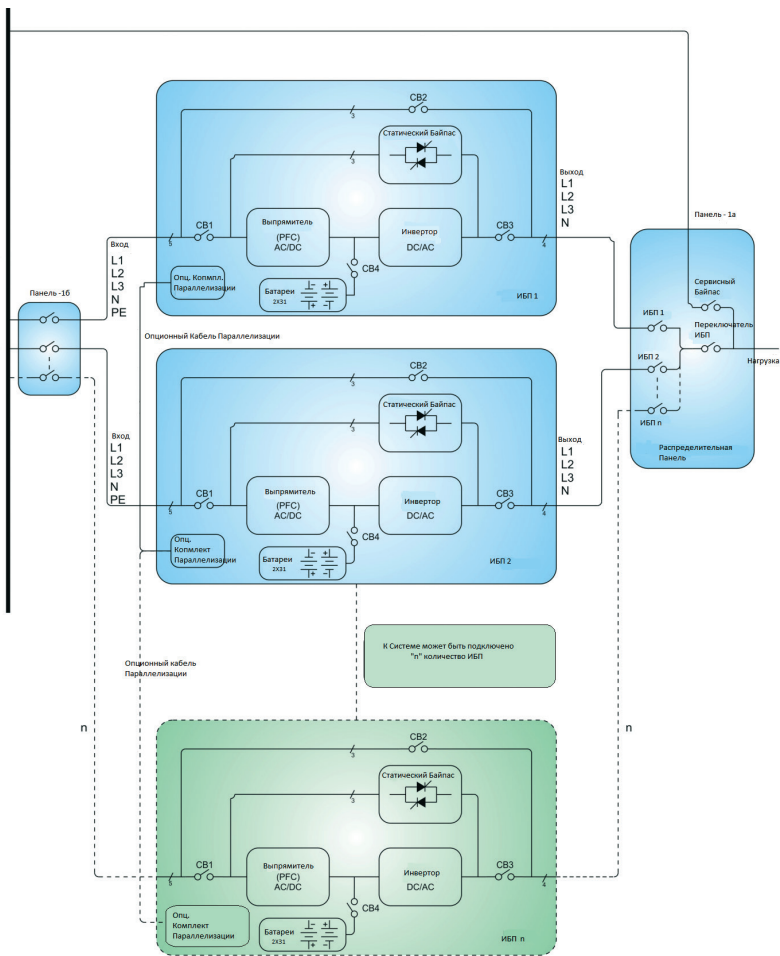 CB2
3
Статический Байпас
3
Выход
L1
L2
L3
N
Панель - 1а
CB1
Выпрямитель
(PFC)
AC/DC
Инвертор
DC/AC
CB3
5
4
Вход
L1
L2
L3
N
PE
Панель -1б
Опц. Копмпл.
Параллелизации
Батареи
2X31
CB4
ИБП 1
Сервисный
Байпас
ИБП 1
Переключатель
ИБП
ИБП 2
Нагрузка
ИБП n
Распределительная
Панель
Опционный Кабель Параллелизации
CB2
3
Статический Байпас
3
Выход
L1
L2
L3
N
Вход
L1
L2
L3
N
PE
CB1
Выпрямитель
(PFC)
AC/DC
Инвертор
DC/AC
CB3
5
4
Опц.
Копмлект
Параллелизации
Батареи
2X31
CB4
ИБП 2
К Системе может быть подключено
"n" количество ИБП
Опционный кабель
Параллелизации
n
n
CB2
3
Статический Байпас
3
CB1
Выпрямитель
(PFC)
AC/DC
Инвертор
DC/AC
CB3
5
4
Опц.
Комплект
Параллелизации
Батареи
2X31
CB4
ИБП n